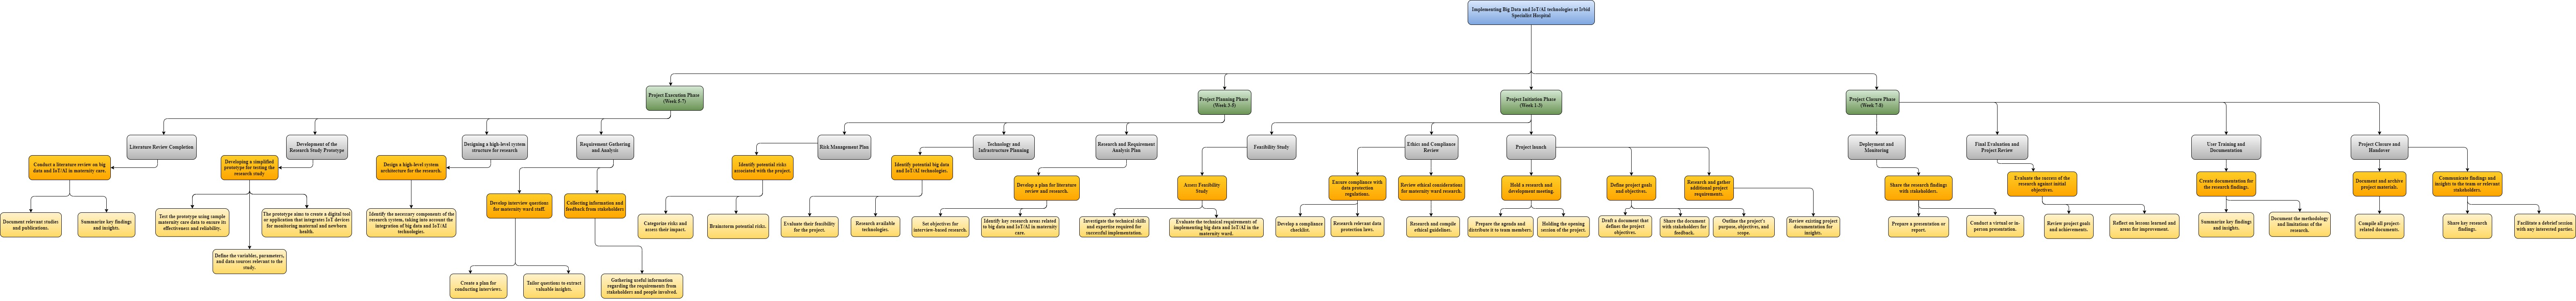 Implementing Big Data and IoT/AI technologies at Irbid
Specialist Hospital
Project Execution Phase
(Week 5-7)
Project Planning Phase
(Week 3-5)
Project Initiation Phase
(Week 1-3)
Project Closure Phase
(Week 7-8)
Literature Review Completion
Development of the
Research Study Prototype
Designing a high-level system
structure for research
Requirement Gathering
and Analysis
Risk Management Plan
Technology and
Infrastructure Planning
Research and Requirement
Analysis Plan
Feasibility Study
Ethics and Compliance
Review
Project launch
Deployment and
Monitoring
Final Evaluation and
Project Review
User Training and
Documentation
Project Closure and
Handover
Conduct a literature review on big
data and IoT/AI in maternity care.
Developing a simplified
prototype for testing the
research study
Design a high-level system
architecture for the research.
Identify potential risks
associated with the project.
Identify potential big data
and IoT/AI technologies.
Develop interview questions
for maternity ward staff.
Collecting information and
feedback from stakeholders
Develop a plan for literature
review and research.
Assess Feasibility
Study
Ensure compliance with
data protection
regulations.
Review ethical considerations
for maternity ward research.
Hold a research and
development meeting.
Define project goals
and objectives.
Research and gather
additional project
requirements.
Share the research findings
with stakeholders.
Evaluate the success of the
research against initial
objectives.
Create documentation for
the research findings.
Document and archive
project materials.
Communicate findings and
insights to the team or relevant
stakeholders.
Document relevant studies
and publications.
Summarize key findings
and insights.
Test the prototype using sample
maternity care data to ensure its
effectiveness and reliability.
The prototype aims to create a digital tool
or application that integrates IoT devices
for monitoring maternal and newborn
health.
Identify the necessary components of the
research system, taking into account the
integration of big data and IoT/AI
technologies.
Categorize risks and
assess their impact.
Brainstorm potential risks.
Evaluate their feasibility
for the project.
Research available
technologies.
Set objectives for
interview-based research.
Identify key research areas related
to big data and IoT/AI in maternity
care.
Investigate the technical skills
and expertise required for
successful implementation.
Evaluate the technical requirements of
implementing big data and IoT/AI in the
maternity ward.
Develop a compliance
checklist.
Research relevant data
protection laws.
Research and compile
ethical guidelines.
Prepare the agenda and
distribute it to team members.
Holding the opening
session of the project.
Draft a document that
defines the project
objectives.
Share the document
with stakeholders for
feedback.
Outline the project's
purpose, objectives, and
scope.
Review existing project
documentation for
insights.
Prepare a presentation or
report.
Conduct a virtual or in-
person presentation.
Review project goals
and achievements.
Reflect on lessons learned and
areas for improvement.
Summarize key findings
and insights.
Document the methodology
and limitations of the
research.
Compile all project-
related documents.
Share key research
findings.
Facilitate a debrief session
with any interested parties.
Define the variables, parameters,
and data sources relevant to the
study.
Create a plan for
conducting interviews.
Tailor questions to extract
valuable insights.
Gathering useful information
regarding the requirements from
stakeholders and people involved.